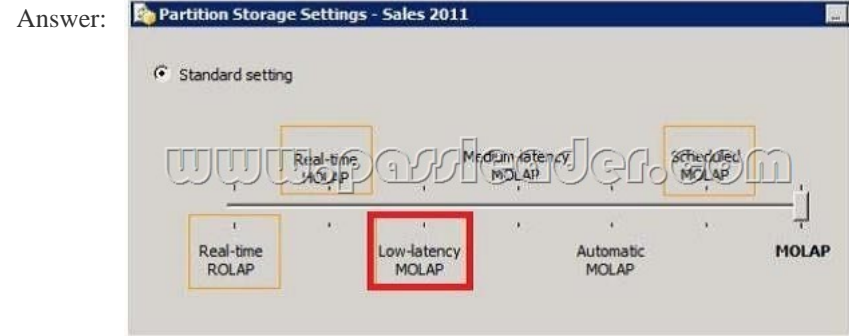 Answer:
Partition Storage Settings - Sales 2011
Standard setting
Real-time
HOLAP
Medium-latency
MOLAP
Scheduled
MOLAP
www.passleader.com
Real-time
ROLAP
Low-latency
MOLAP
Automatic
MOLAP
MOLAP